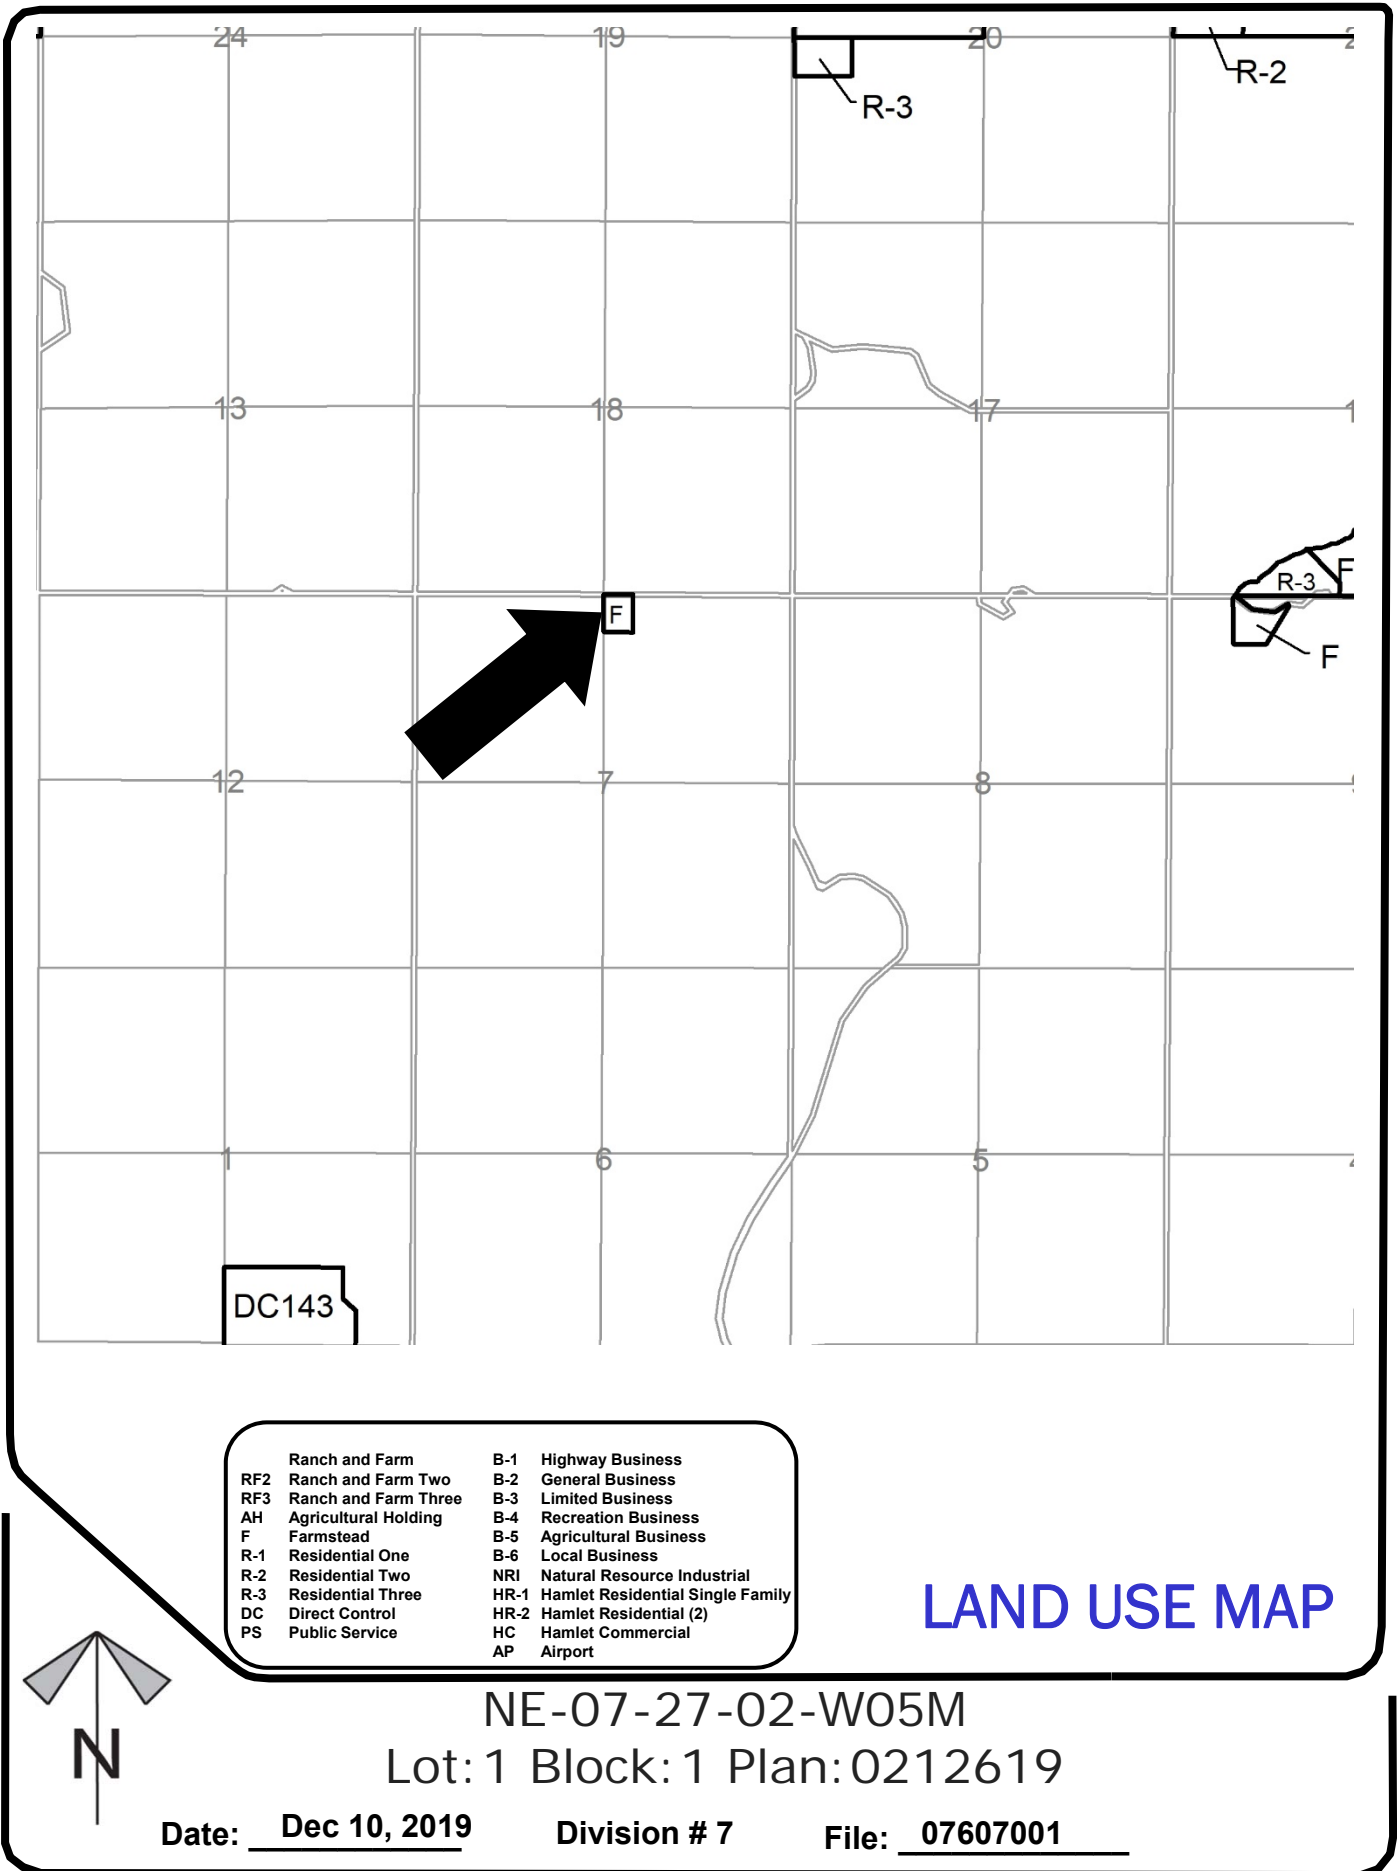 24 19 20
R-2
R-3
13 18 17
R-3 F
F
F
12 7 8
1 6 5
DC143
Ranch and Farm
RF2 Ranch and Farm Two
RF3 Ranch and Farm Three
AH Agricultural Holding
F Farmstead
R-1 Residential One
R-2 Residential Two
R-3 Residential Three
DC Direct Control
PS Public Service
B-1 Highway Business
B-2 General Business
B-3 Limited Business
B-4 Recreation Business
B-5 Agricultural Business
B-6 Local Business
NRI Natural Resource Industrial
HR-1 Hamlet Residential Single Family
HR-2 Hamlet Residential (2)
HC Hamlet Commercial
AP Airport
LAND USE MAP
N
NE-07-27-02-W05M
Lot:1 Block:1 Plan:0212619
Date: Dec 10, 2019 Division # 7 File: 07607001